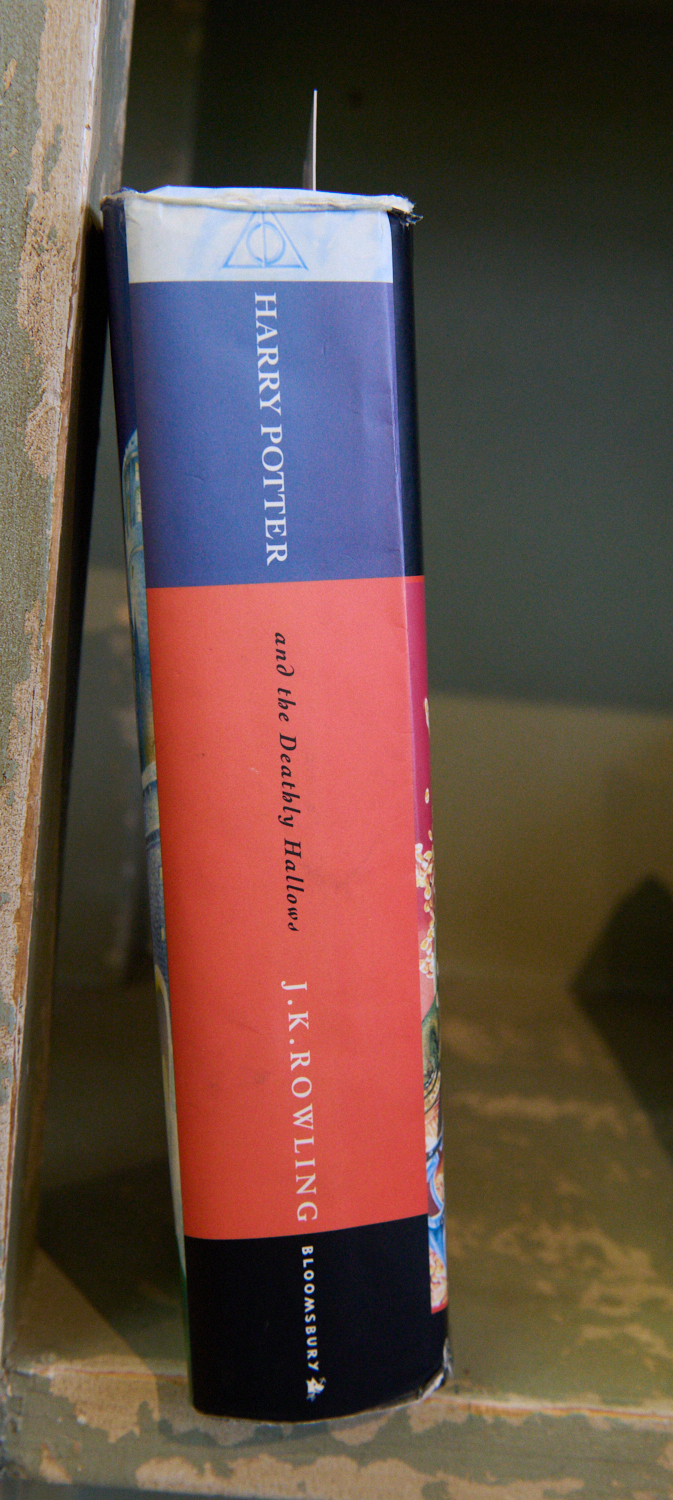 HARRY POTTER
and the Deathly Hallows
J.K.ROWLING
BLOOMSBURY